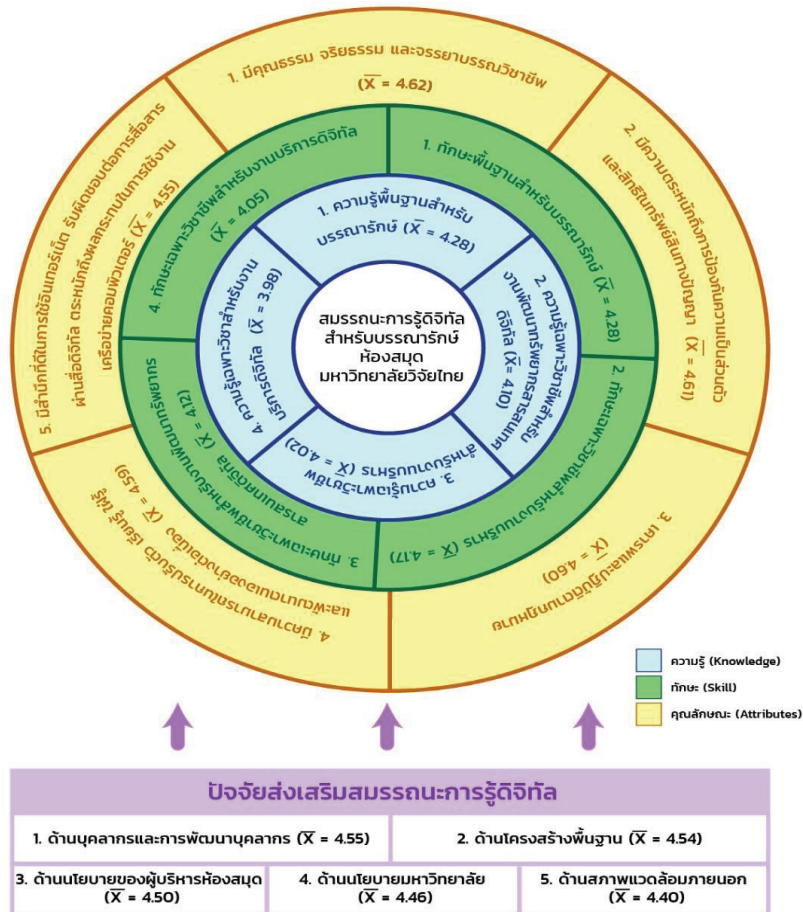 1. มีคุณธรรม จริยธรรม และจรรยาบรรณวิชาชีพ
(X̄ = 4.62)
2. มีความตระหนักถึงการป้องกันความเป็นส่วนตัว
และสิทธิในทรัพย์สินทางปัญญา (X̄ = 4.61)
3. เคารพและปฏิบัติตามกฎหมาย
(X̄ = 4.60)
4. มีความสามารถในการปรับตัว เรียนรู้ ใฝ่รู้
และพัฒนาตนเองอย่างต่อเนื่อง (X̄ = 4.59)
5. มีสำนึกที่ดีในการใช้อินเทอร์เน็ต รับผิดชอบต่อการสื่อสาร
ผ่านสื่อดิจิทัล ตระหนักถึงผลกระทบในการใช้งาน
เครือข่ายคอมพิวเตอร์ (X̄ = 4.55)
1. ทักษะพื้นฐานสำหรับบรรณารักษ์ (X̄ = 4.28)
2. ทักษะเฉพาะวิชาชีพสำหรับงานบริหาร (X̄ = 4.17)
3. ทักษะเฉพาะวิชาชีพสำหรับงานพัฒนาทรัพยากร
สารสนเทศดิจิทัล (X̄ = 4.12)
4. ทักษะเฉพาะวิชาชีพสำหรับงานบริการดิจิทัล
(X̄ = 4.05)
1. ความรู้พื้นฐานสำหรับ
บรรณารักษ์ (X̄ = 4.28)
2. ความรู้เฉพาะวิชาชีพสำหรับ
งานพัฒนาทรัพยากรสารสนเทศ
ดิจิทัล (X̄ = 4.10)
3. ความรู้เฉพาะวิชาชีพ
สำหรับงานบริหาร (X̄ = 4.02)
4. ความรู้เฉพาะวิชาสำหรับงาน
บริการดิจิทัล (X̄ = 3.98)
สมรรถนะการรู้ดิจิทัล
สำหรับบรรณารักษ์
ห้องสมุด
มหาวิทยาลัยวิจัยไทย
ความรู้ (Knowledge)
ทักษะ (Skill)
คุณลักษณะ (Attributes)
ปัจจัยส่งเสริมสมรรถนะการรู้ดิจิทัล
1. ด้านบุคลากรและการพัฒนาบุคลากร (X̄ = 4.55)
2. ด้านโครงสร้างพื้นฐาน (X̄ = 4.54)
3. ด้านนโยบายของผู้บริหารห้องสมุด
(X̄ = 4.50)
4. ด้านนโยบายมหาวิทยาลัย
(X̄ = 4.46)
5. ด้านสภาพแวดล้อมภายนอก
(X̄ = 4.40)